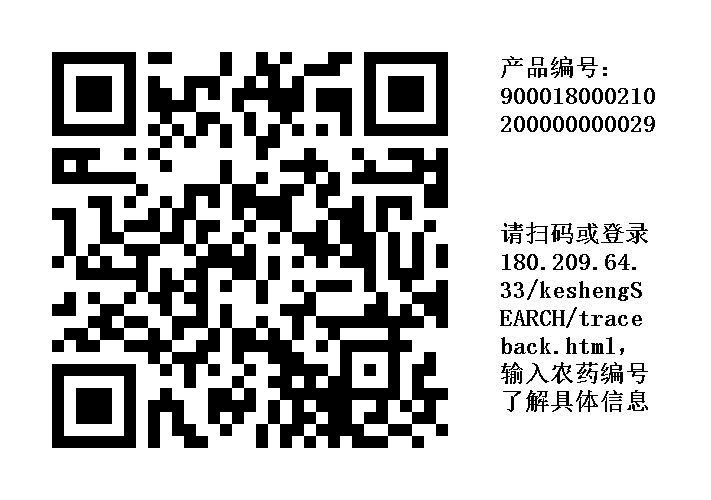 产品编号：
900018000210
200000000029
请扫码或登录
180.209.64.
33/keshengS
EARCH/trace
back.html，
输入农药编号
了解具体信息